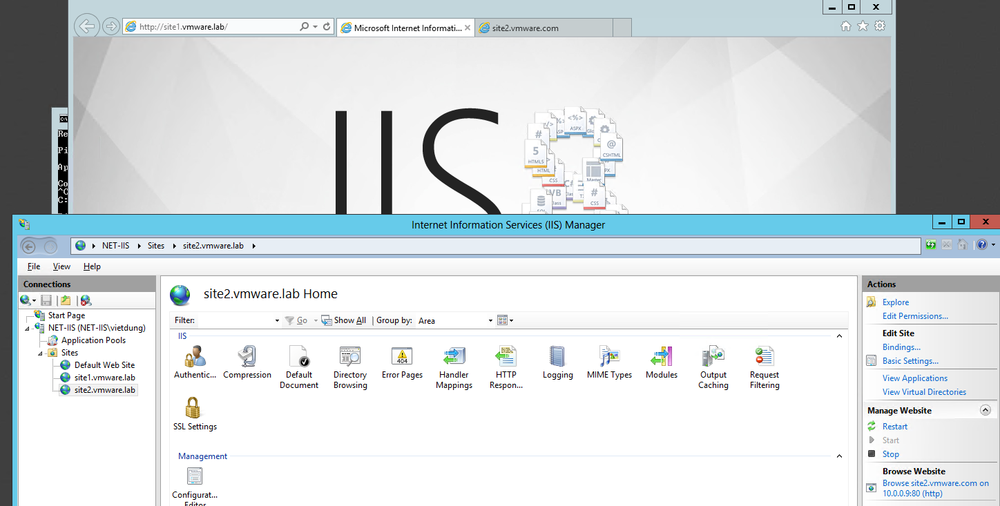 http://site1.vmware.lab/
Microsoft Internet Informati...
site2.vmware.com
IIS
<%>
ASPX
</>
#
5
HTML5
HTML
@
CSHTML
CSS
VB
C#
#
CSS
C:\
Re
Pi
Ap
Co
^C
C:
Internet Information Services (IIS) Manager
NET-IIS
Sites
site2.vmware.lab
File
View
Help
Connections
Start Page
NET-IIS (NET-IIS\vietdung)
Application Pools
Sites
Default Web Site
site1.vmware.lab
site2.vmware.lab
site2.vmware.lab Home
Filter:
Go
Show All
Group by:
Area
IIS
Authentic...
Compression
Default
Document
Directory
Browsing
404
Error Pages
Handler
Mappings
HTTP
Respon...
Logging
MIME Types
Modules
Output
Caching
Request
Filtering
SSL Settings
Management
Configurat...
Editor
Actions
Explore
Edit Permissions...
Edit Site
Bindings...
Basic Settings...
View Applications
View Virtual Directories
Manage Website
Restart
Start
Stop
Browse Website
Browse site2.vmware.com on
10.0.0.9:80 (http)